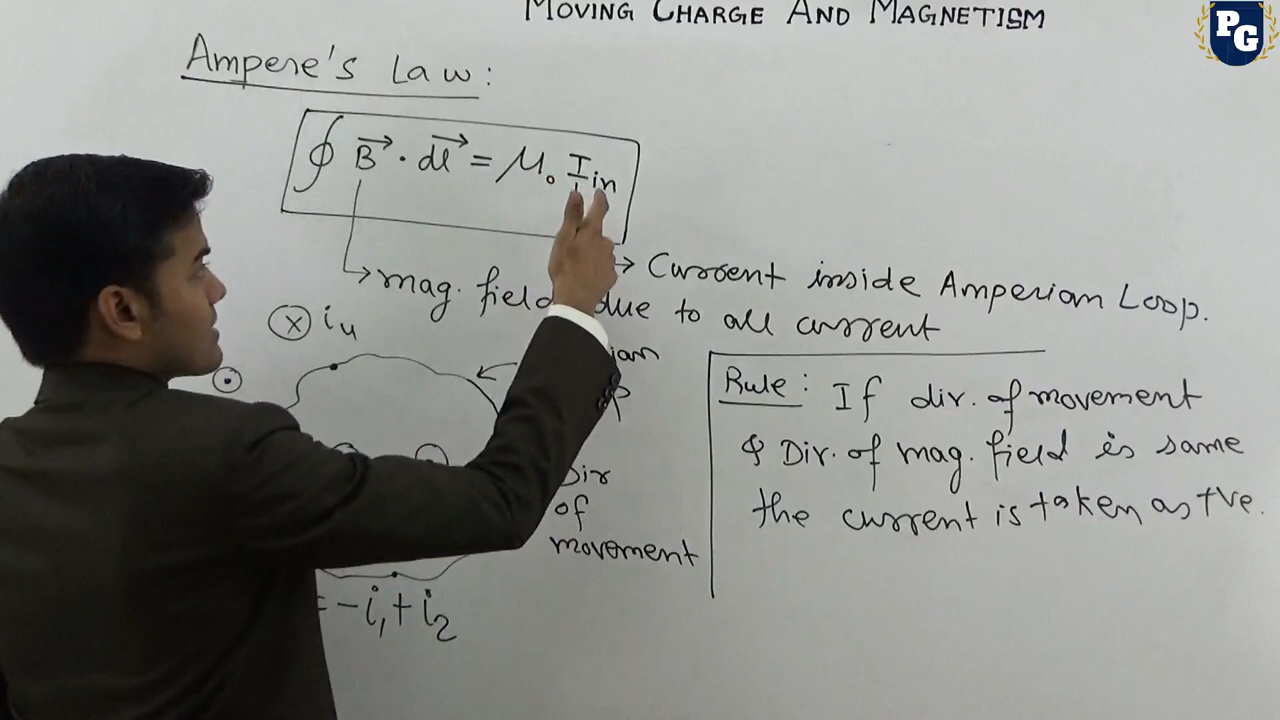 MOVING CHARGE AND MAGNETISM
PG
Ampere's Law:
∮ B⃗ · dl⃗ = μ₀ Iin
→ Current inside Amperian Loop.
→ mag. field due to all current
i₄
Dir
of
movement
= -i₁ + i₂
Rule: If dir. of movement
& Dir. of mag. field is same
the current is taken as +ve.